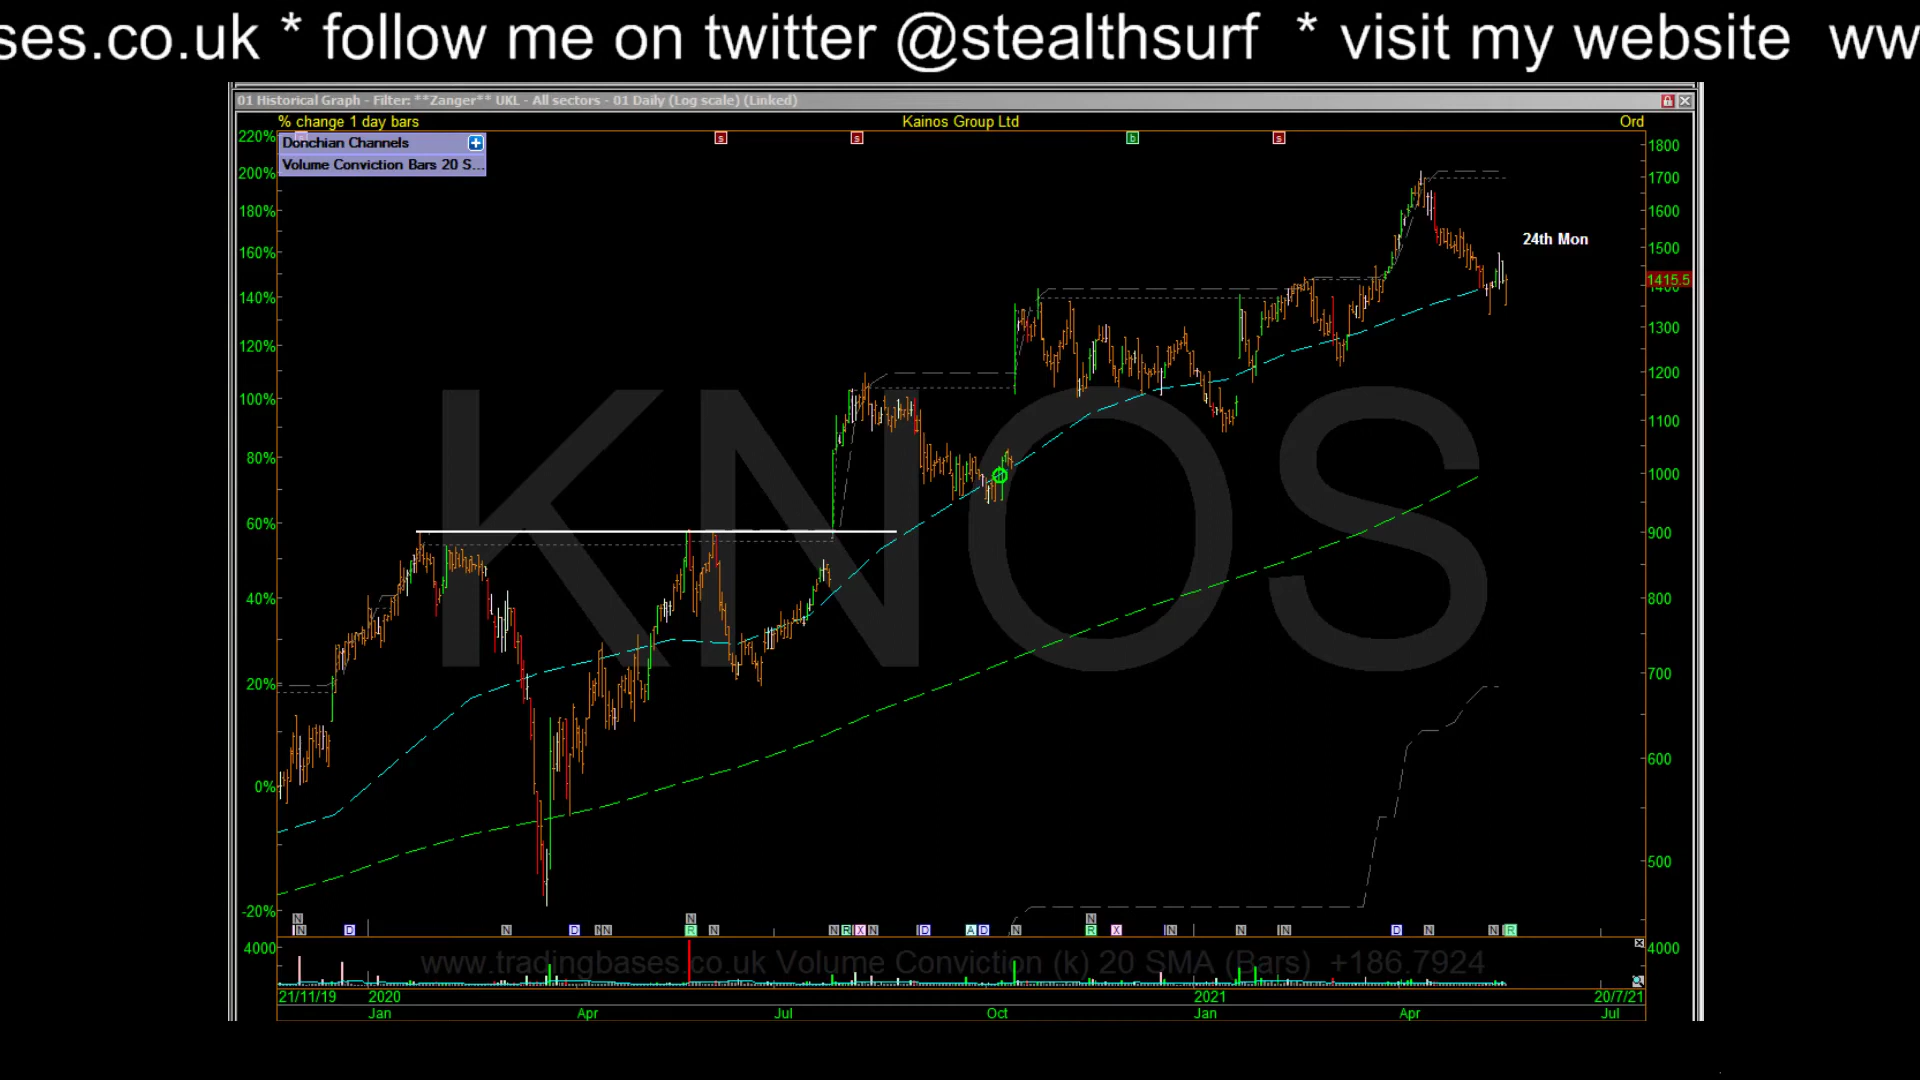 ses.co.uk * follow me on twitter @stealthsurf * visit my website ww
01 Historical Graph - Filter: **Zanger** UKL - All sectors - 01 Daily (Log scale) (Linked)
% change 1 day bars Kainos Group Ltd Ord
Donchian Channels
Volume Conviction Bars 20 S...
s s b s
220% 1800
200% 1700
180% 1600
24th Mon
160% 1500
1415.5
140% 1400
1300
120%
1200
100%
1100
80% 1000
KNOS
60% 900
40% 800
20% 700
0% 600
500
-20%
N N N
N D N D N N R N N R X N D A D N R X N N N D N N R
4000 www.tradingbases.co.uk Volume Conviction (k) 20 SMA (Bars) +186.7924 4000
21/11/19 2020 2021 20/7/21
Jan Apr Jul Oct Jan Apr Jul